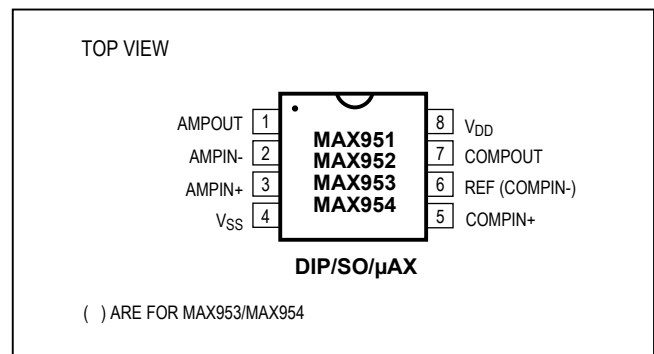 TOP VIEW
AMPOUT 1
AMPIN- 2
AMPIN+ 3
VSS 4
MAX951
MAX952
MAX953
MAX954
8 VDD
7 COMPOUT
6 REF (COMPIN-)
5 COMPIN+
DIP/SO/µAX
( ) ARE FOR MAX953/MAX954